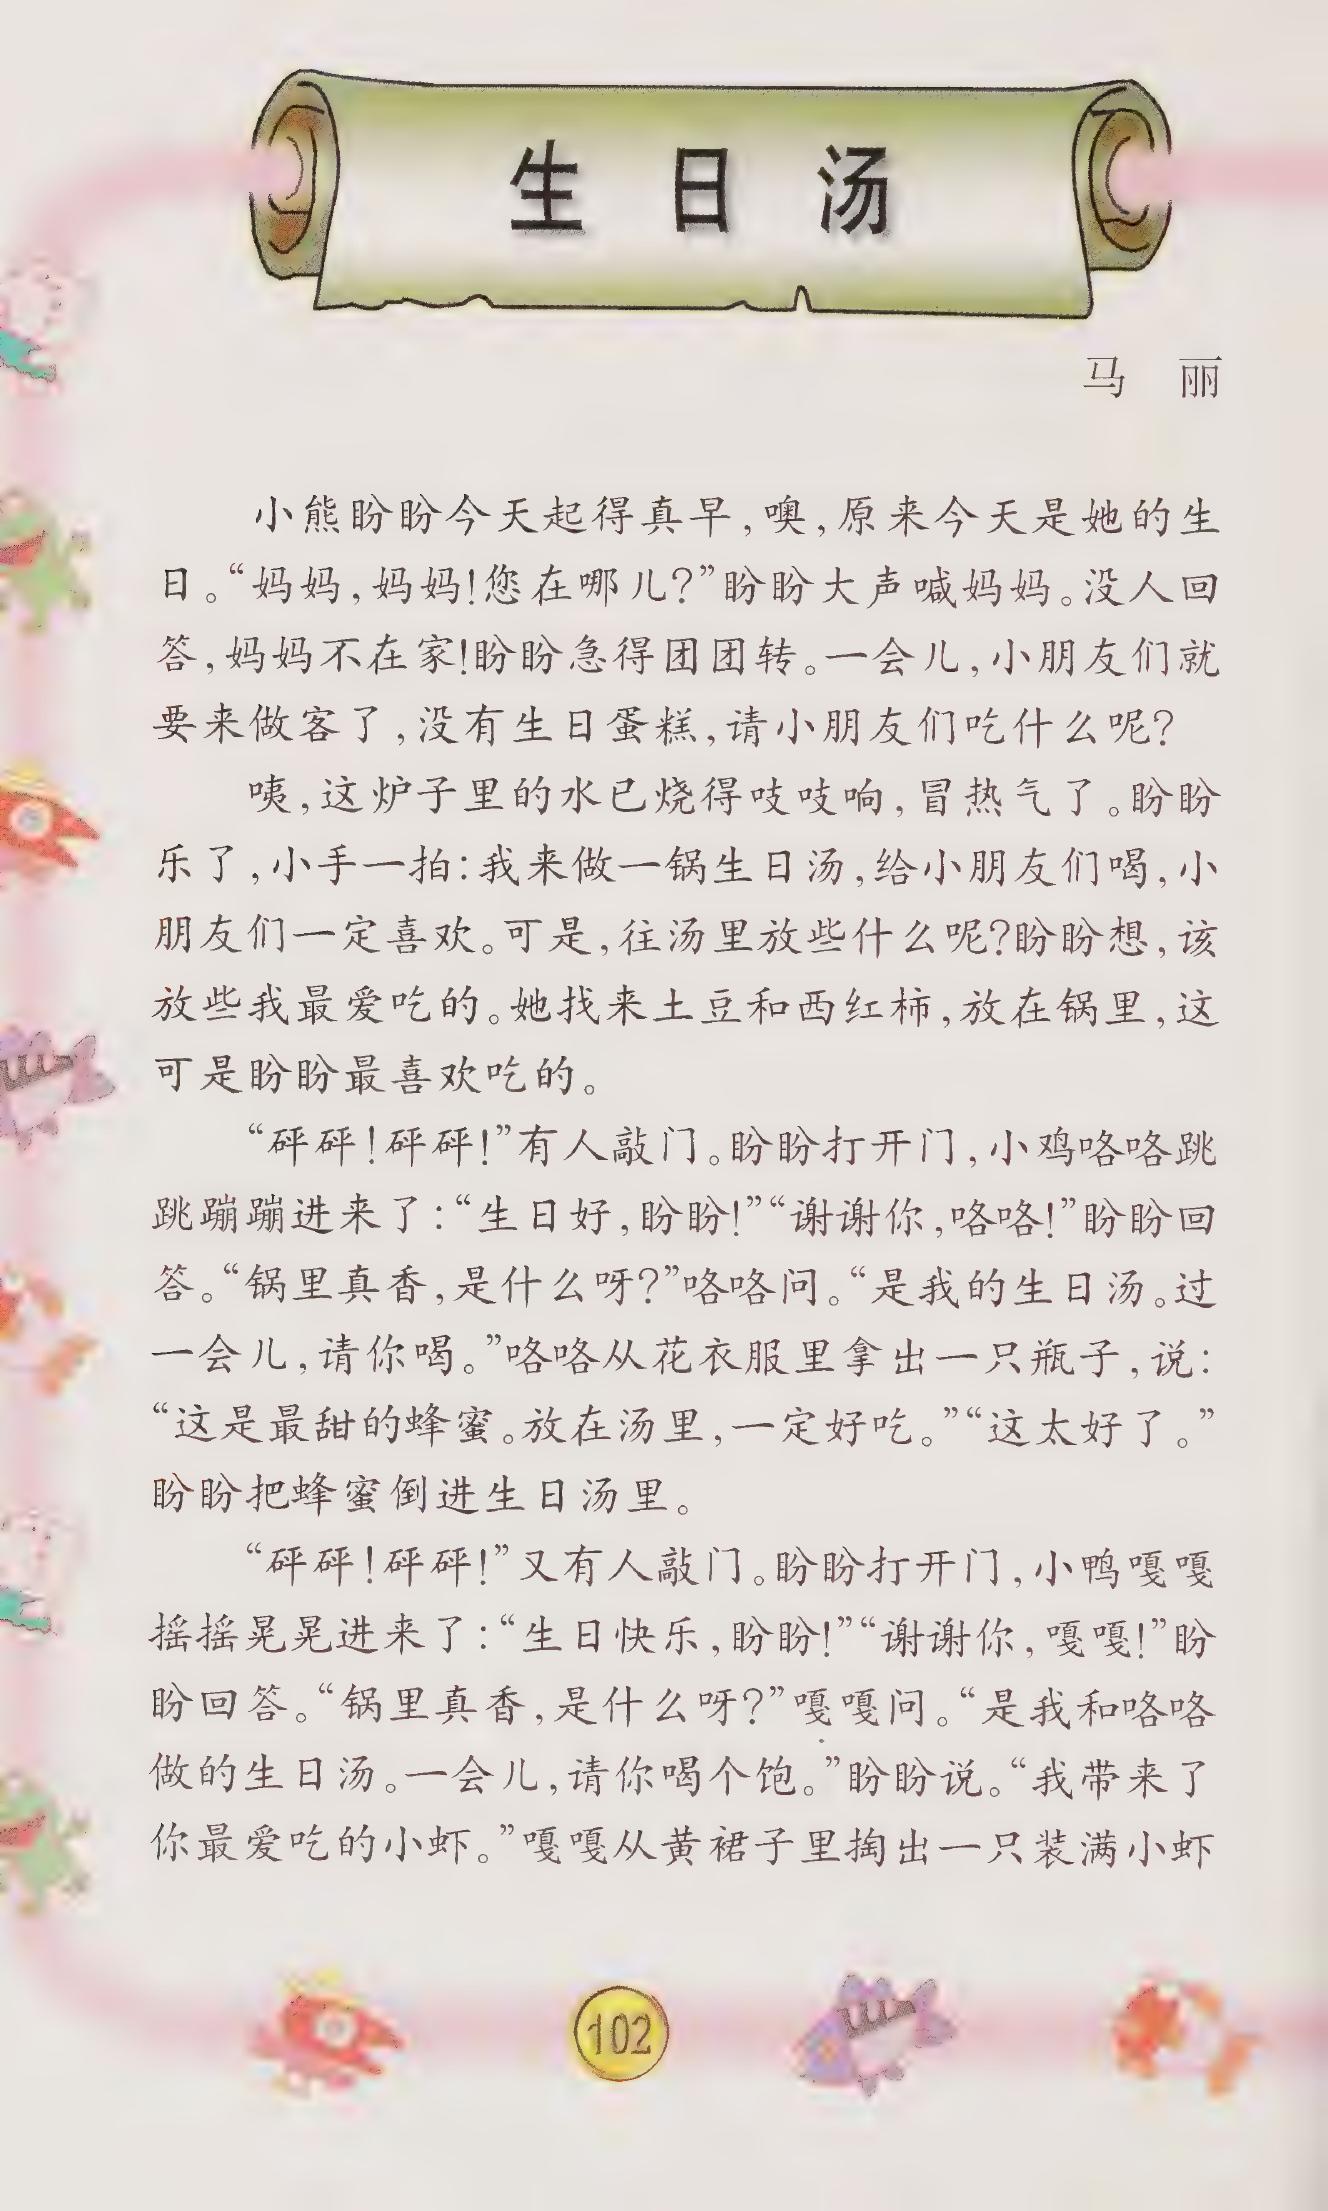 生日汤
马丽
小熊盼盼今天起得真早,噢,原来今天是她的生
日。“妈妈,妈妈!您在哪儿?”盼盼大声喊妈妈。没人回
答,妈妈不在家!盼盼急得团团转。一会儿,小朋友们就
要来做客了,没有生日蛋糕,请小朋友们吃什么呢?
咦,这炉子里的水已烧得吱吱响,冒热气了。盼盼
乐了,小手一拍:我来做一锅生日汤,给小朋友们喝,小
朋友们一定喜欢。可是,往汤里放些什么呢?盼盼想,该
放些我最爱吃的。她找来土豆和西红柿,放在锅里,这
可是盼盼最喜欢吃的。
“砰砰!砰砰!”有人敲门。盼盼打开门,小鸡咯咯跳
跳蹦蹦进来了:“生日好,盼盼!”“谢谢你,咯咯!”盼盼回
答。“锅里真香,是什么呀?”咯咯问。“是我的生日汤。过
一会儿,请你喝。”咯咯从花衣服里拿出一只瓶子,说:
“这是最甜的蜂蜜。放在汤里,一定好吃。”“这太好了。”
盼盼把蜂蜜倒进生日汤里。
“砰砰!砰砰!”又有人敲门。盼盼打开门,小鸭嘎嘎
摇摇晃晃进来了:“生日快乐,盼盼!”“谢谢你,嘎嘎!”盼
盼回答。“锅里真香,是什么呀?”嘎嘎问。“是我和咯咯
做的生日汤。一会儿,请你喝个饱。”盼盼说。“我带来了
你最爱吃的小虾。”嘎嘎从黄裙子里掏出一只装满小虾
102